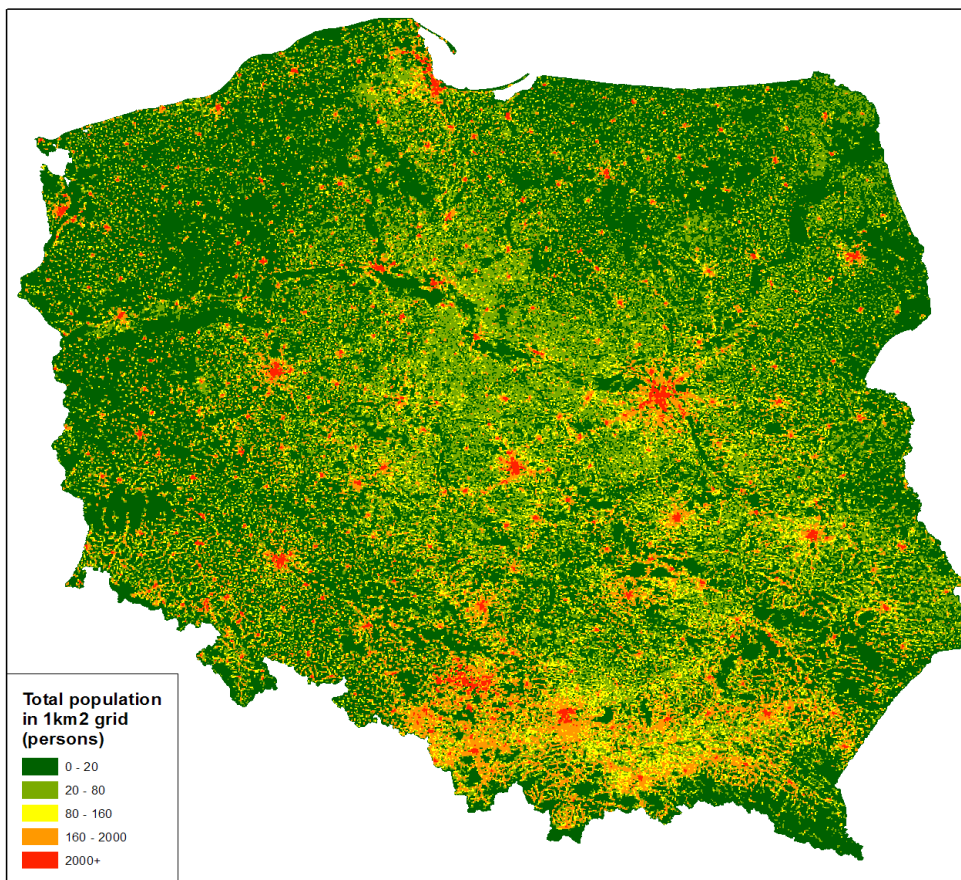 Total population
in 1km2 grid
(persons)
0 - 20
20 - 80
80 - 160
160 - 2000
2000+